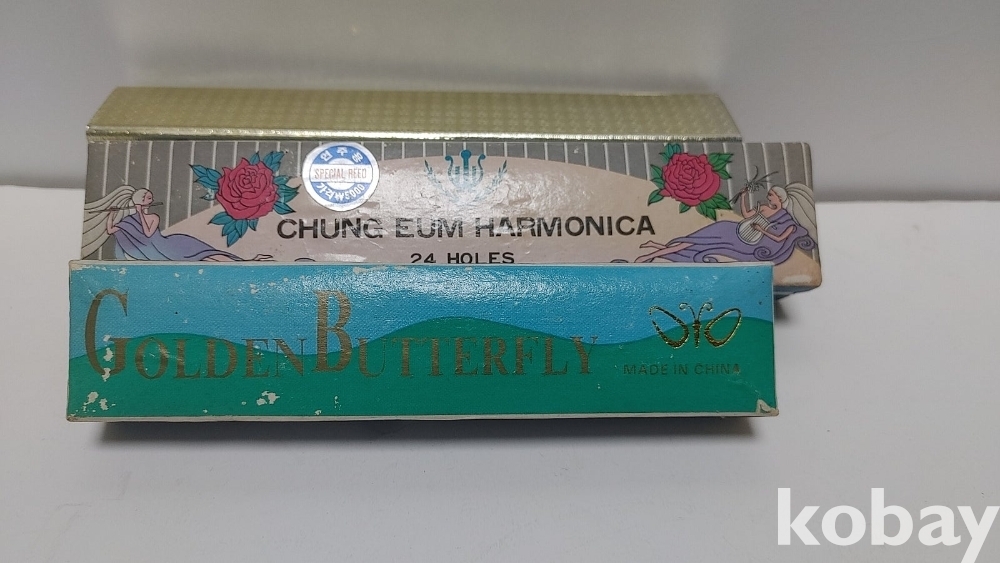 연주용
SPECIAL REED
CHUNG EUM HARMONICA
24 HOLES
GOLDEN BUTTERFLY
MADE IN CHINA
kobay